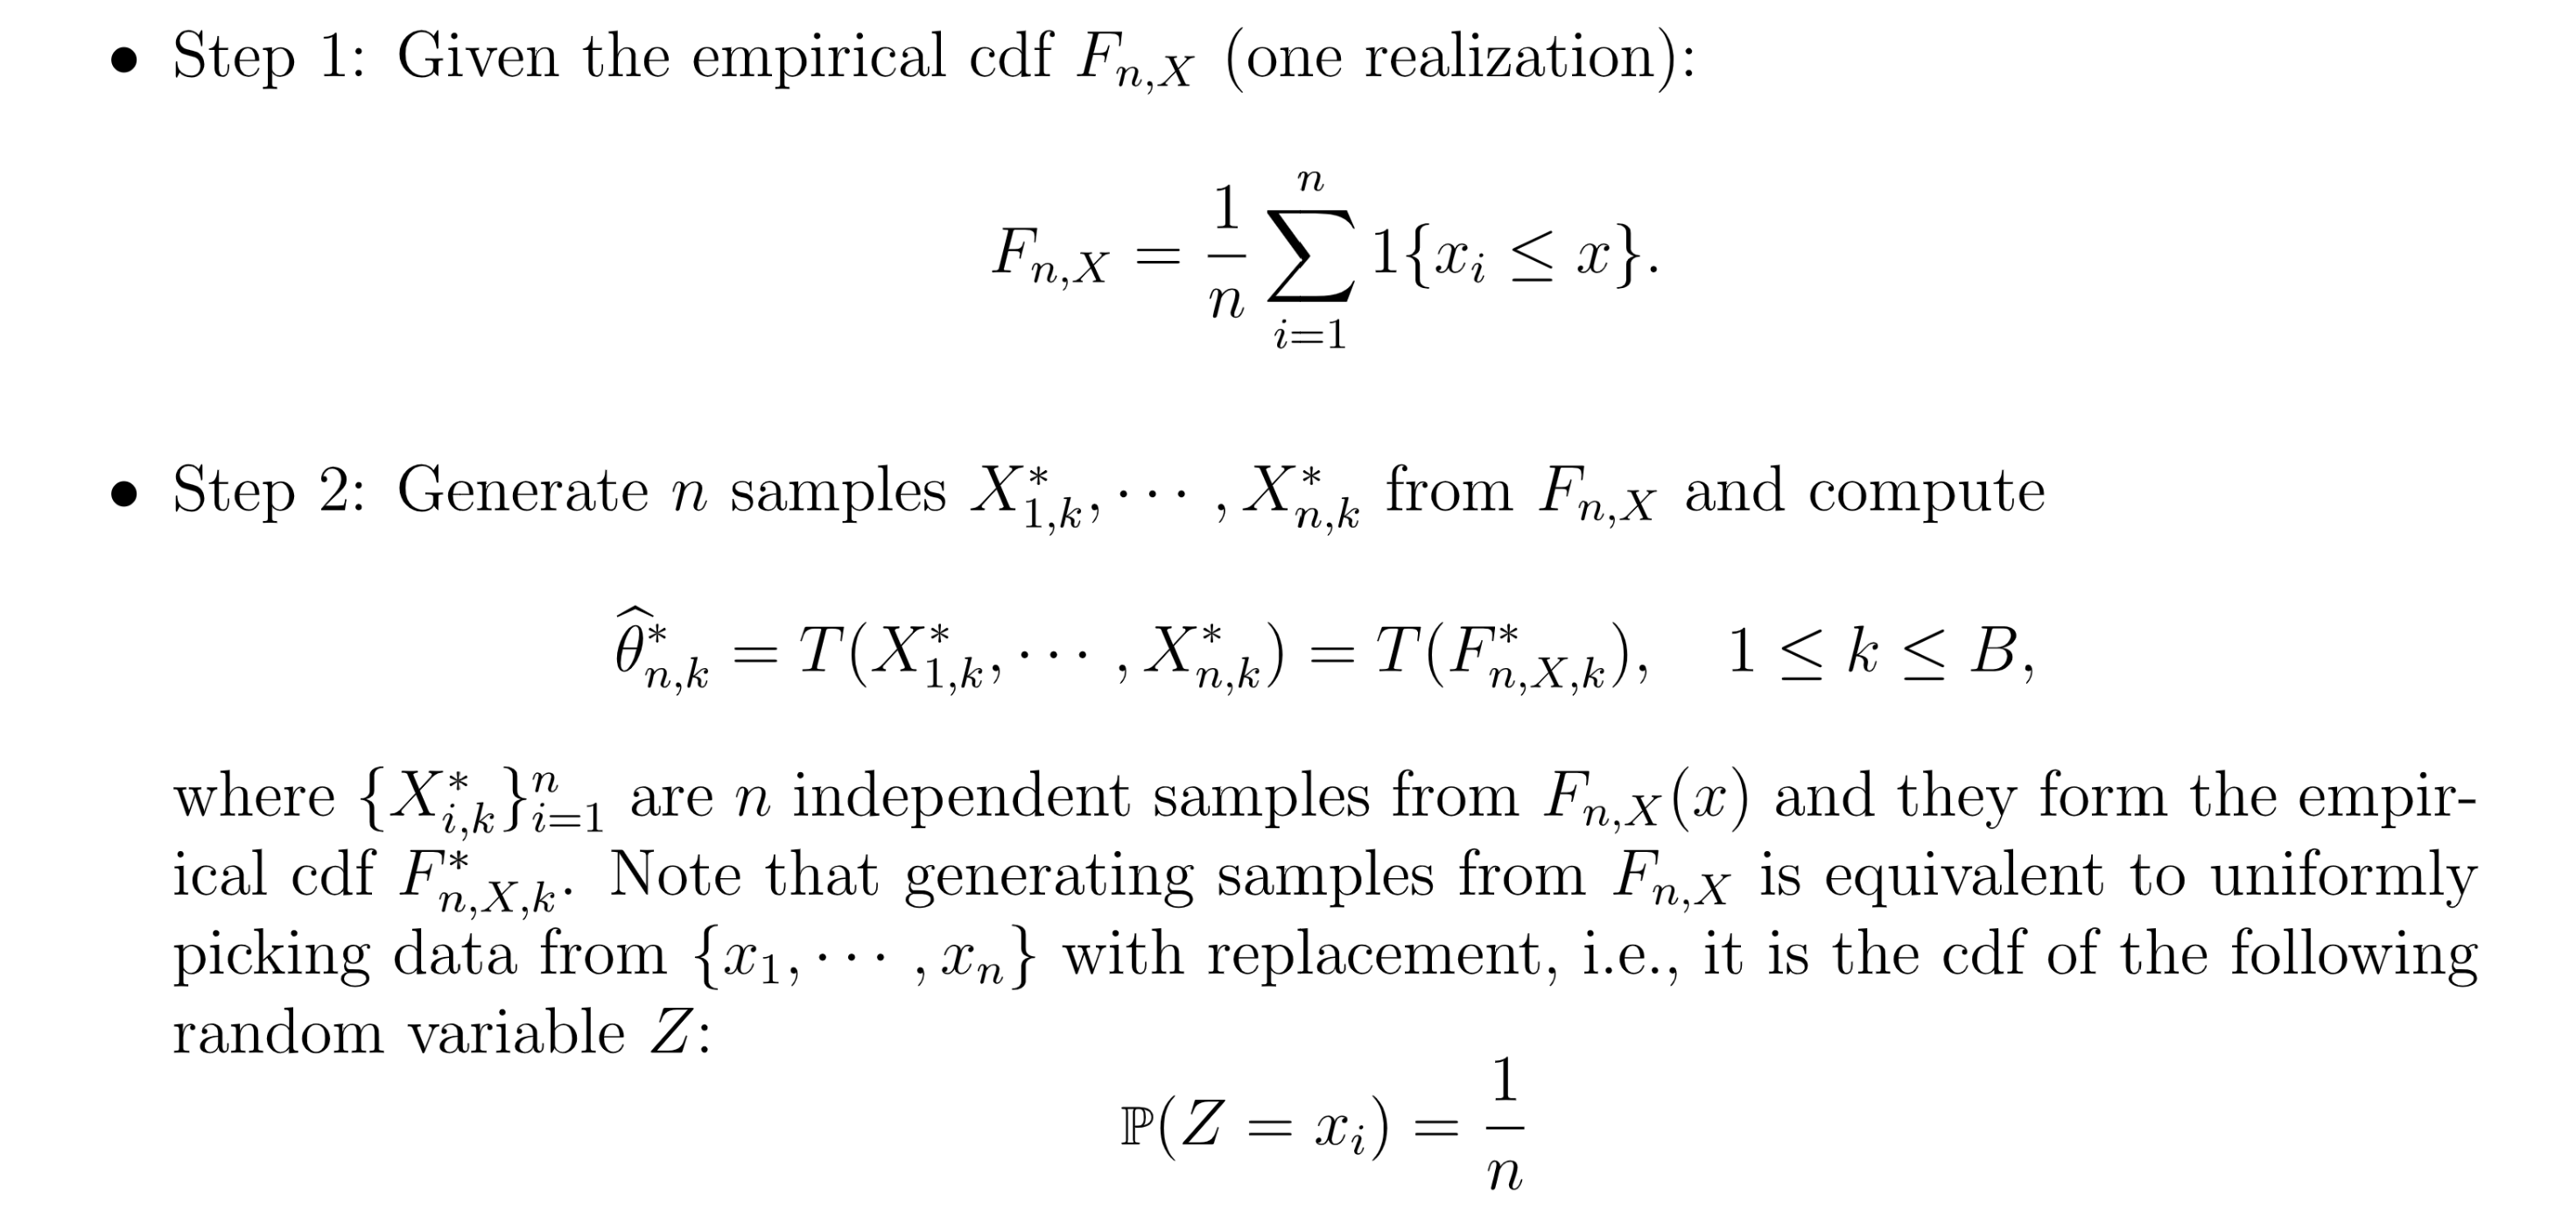 • Step 1: Given the empirical cdf $F_{n,X}$ (one realization):
$F_{n,X} = \frac{1}{n} \sum_{i=1}^{n} 1\{x_i \leq x\}.$
• Step 2: Generate $n$ samples $X^*_{1,k}, \cdots, X^*_{n,k}$ from $F_{n,X}$ and compute
$\widehat{\theta}^*_{n,k} = T(X^*_{1,k}, \cdots, X^*_{n,k}) = T(F^*_{n,X,k}), \quad 1 \leq k \leq B,$
where $\{X^*_{i,k}\}_{i=1}^n$ are $n$ independent samples from $F_{n,X}(x)$ and they form the empir-
ical cdf $F^*_{n,X,k}$. Note that generating samples from $F_{n,X}$ is equivalent to uniformly
picking data from $\{x_1, \cdots, x_n\}$ with replacement, i.e., it is the cdf of the following
random variable $Z$:
$\mathbb{P}(Z = x_i) = \frac{1}{n}$